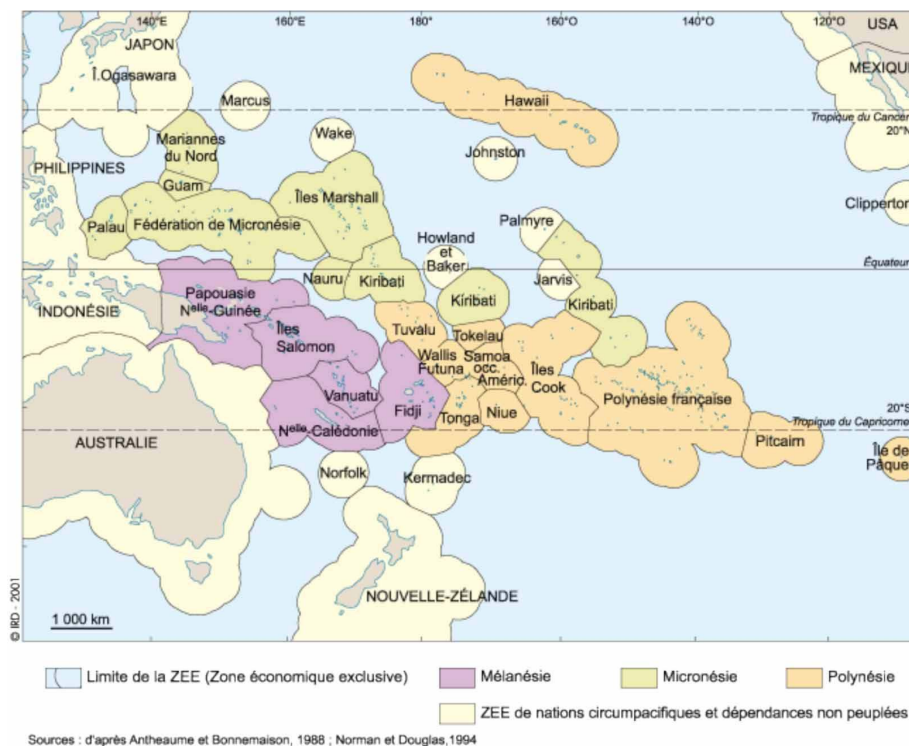 140°E
160°E
180°
160°O
140°O
120°O
USA
JAPON
Î.Ogasawara
MEXIQUE
Marcus
Hawaii
Tropique du Cancer
20°N
Wake
Mariannes
du Nord
Johnston
PHILIPPINES
Guam
Îles Marshall
Clipperton
Palau
Fédération de Micronésie
Palmyre
Howland
et
Baker
Équateur
Nauru
Kiribati
Jarvis
Kiribati
Kiribati
Papouasie
Nelle-Guinée
INDONÉSIE
Îles
Salomon
Tuvalu
Tokelau
Wallis
Futuna
Samoa
occ.
Améric.
Îles
Cook
Polynésie française
Vanuatu
Fidji
Tonga
Niue
20°S
Tropique du Capricorne
Nelle-Calédonie
AUSTRALIE
Pitcairn
Île de
Pâque
Norfolk
Kermadec
NOUVELLE-ZÉLANDE
1 000 km
© IRD - 2001
Limite de la ZEE (Zone économique exclusive)
Mélanésie
Micronésie
Polynésie
ZEE de nations circumpacifiques et dépendances non peuplées
Sources : d'après Antheaume et Bonnemaison, 1988 ; Norman et Douglas,1994